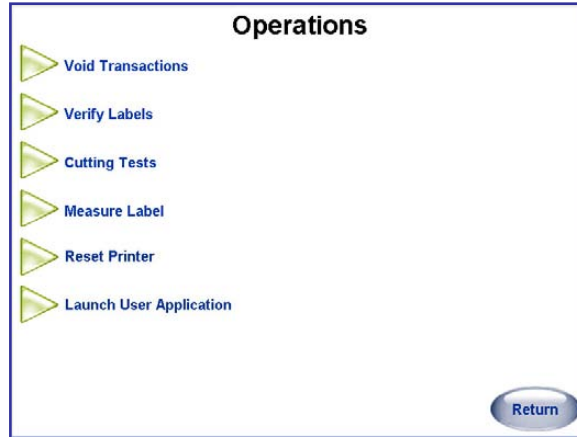 Operations
Void Transactions
Verify Labels
Cutting Tests
Measure Label
Reset Printer
Launch User Application
Return